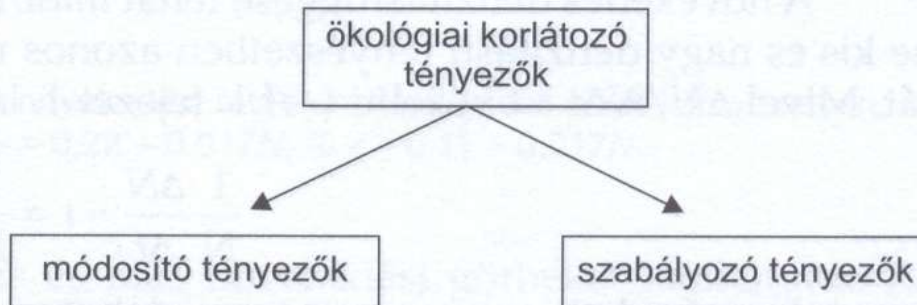 ökológiai korlátozó
tényezők
módosító tényezők
szabályozó tényezők